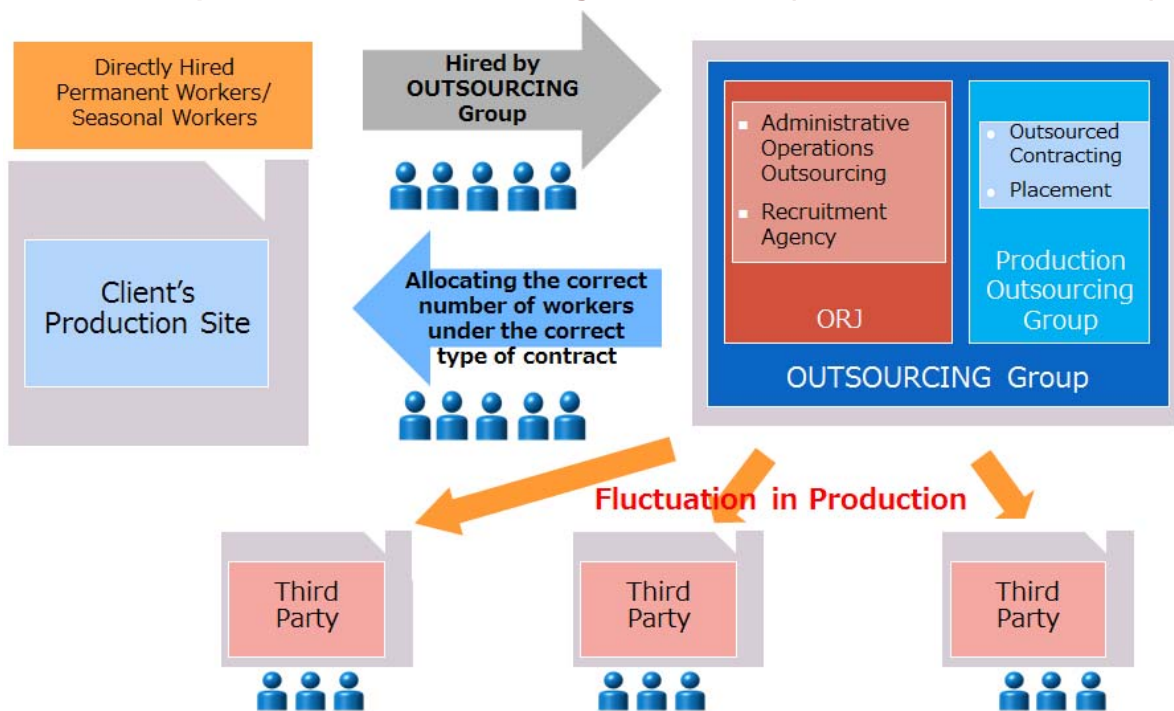 Directly Hired
Permanent Workers/
Seasonal Workers
Client's
Production Site
Hired by
OUTSOURCING
Group
Allocating the correct
number of workers
under the correct
type of contract
Administrative
Operations
Outsourcing
Recruitment
Agency
ORJ
Outsourced
Contracting
Placement
Production
Outsourcing
Group
OUTSOURCING Group
Fluctuation in Production
Third
Party
Third
Party
Third
Party